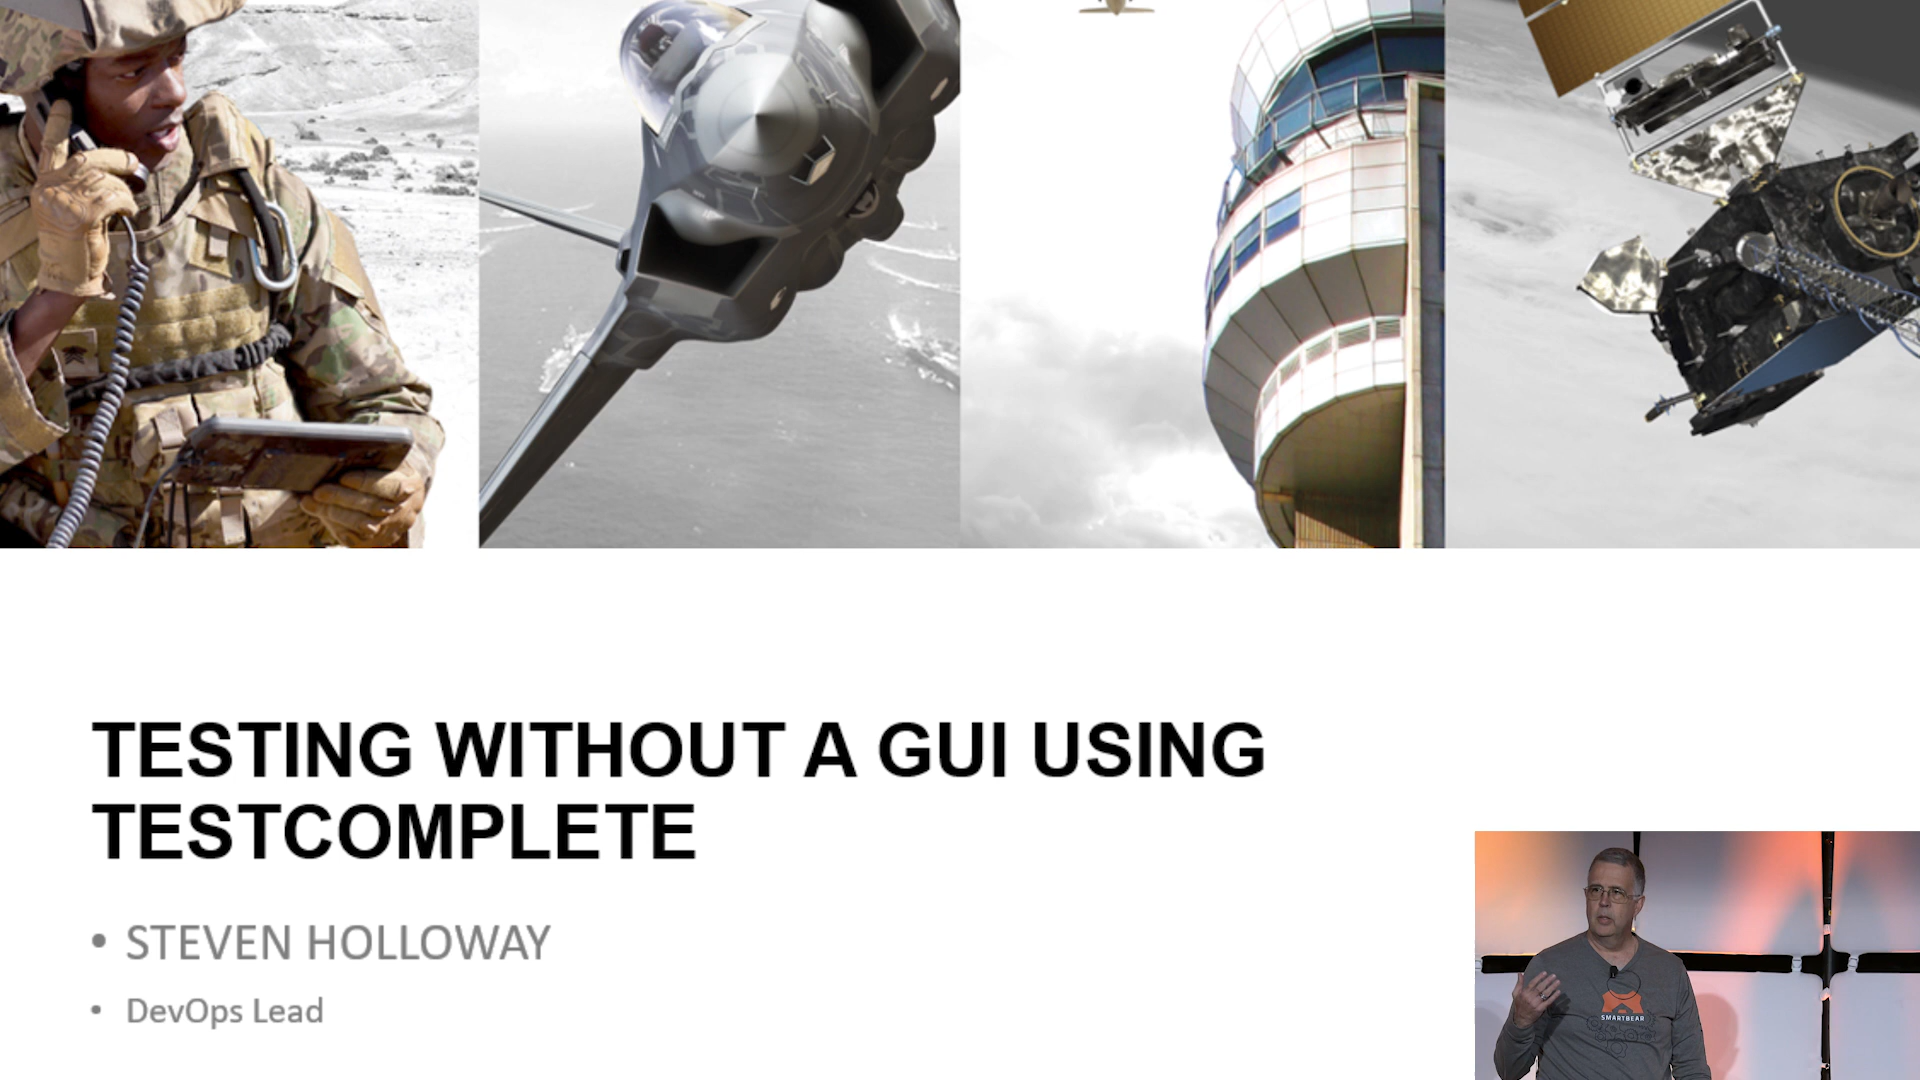 TESTING WITHOUT A GUI USING
TESTCOMPLETE
• STEVEN HOLLOWAY
• DevOps Lead
SMARTBEAR